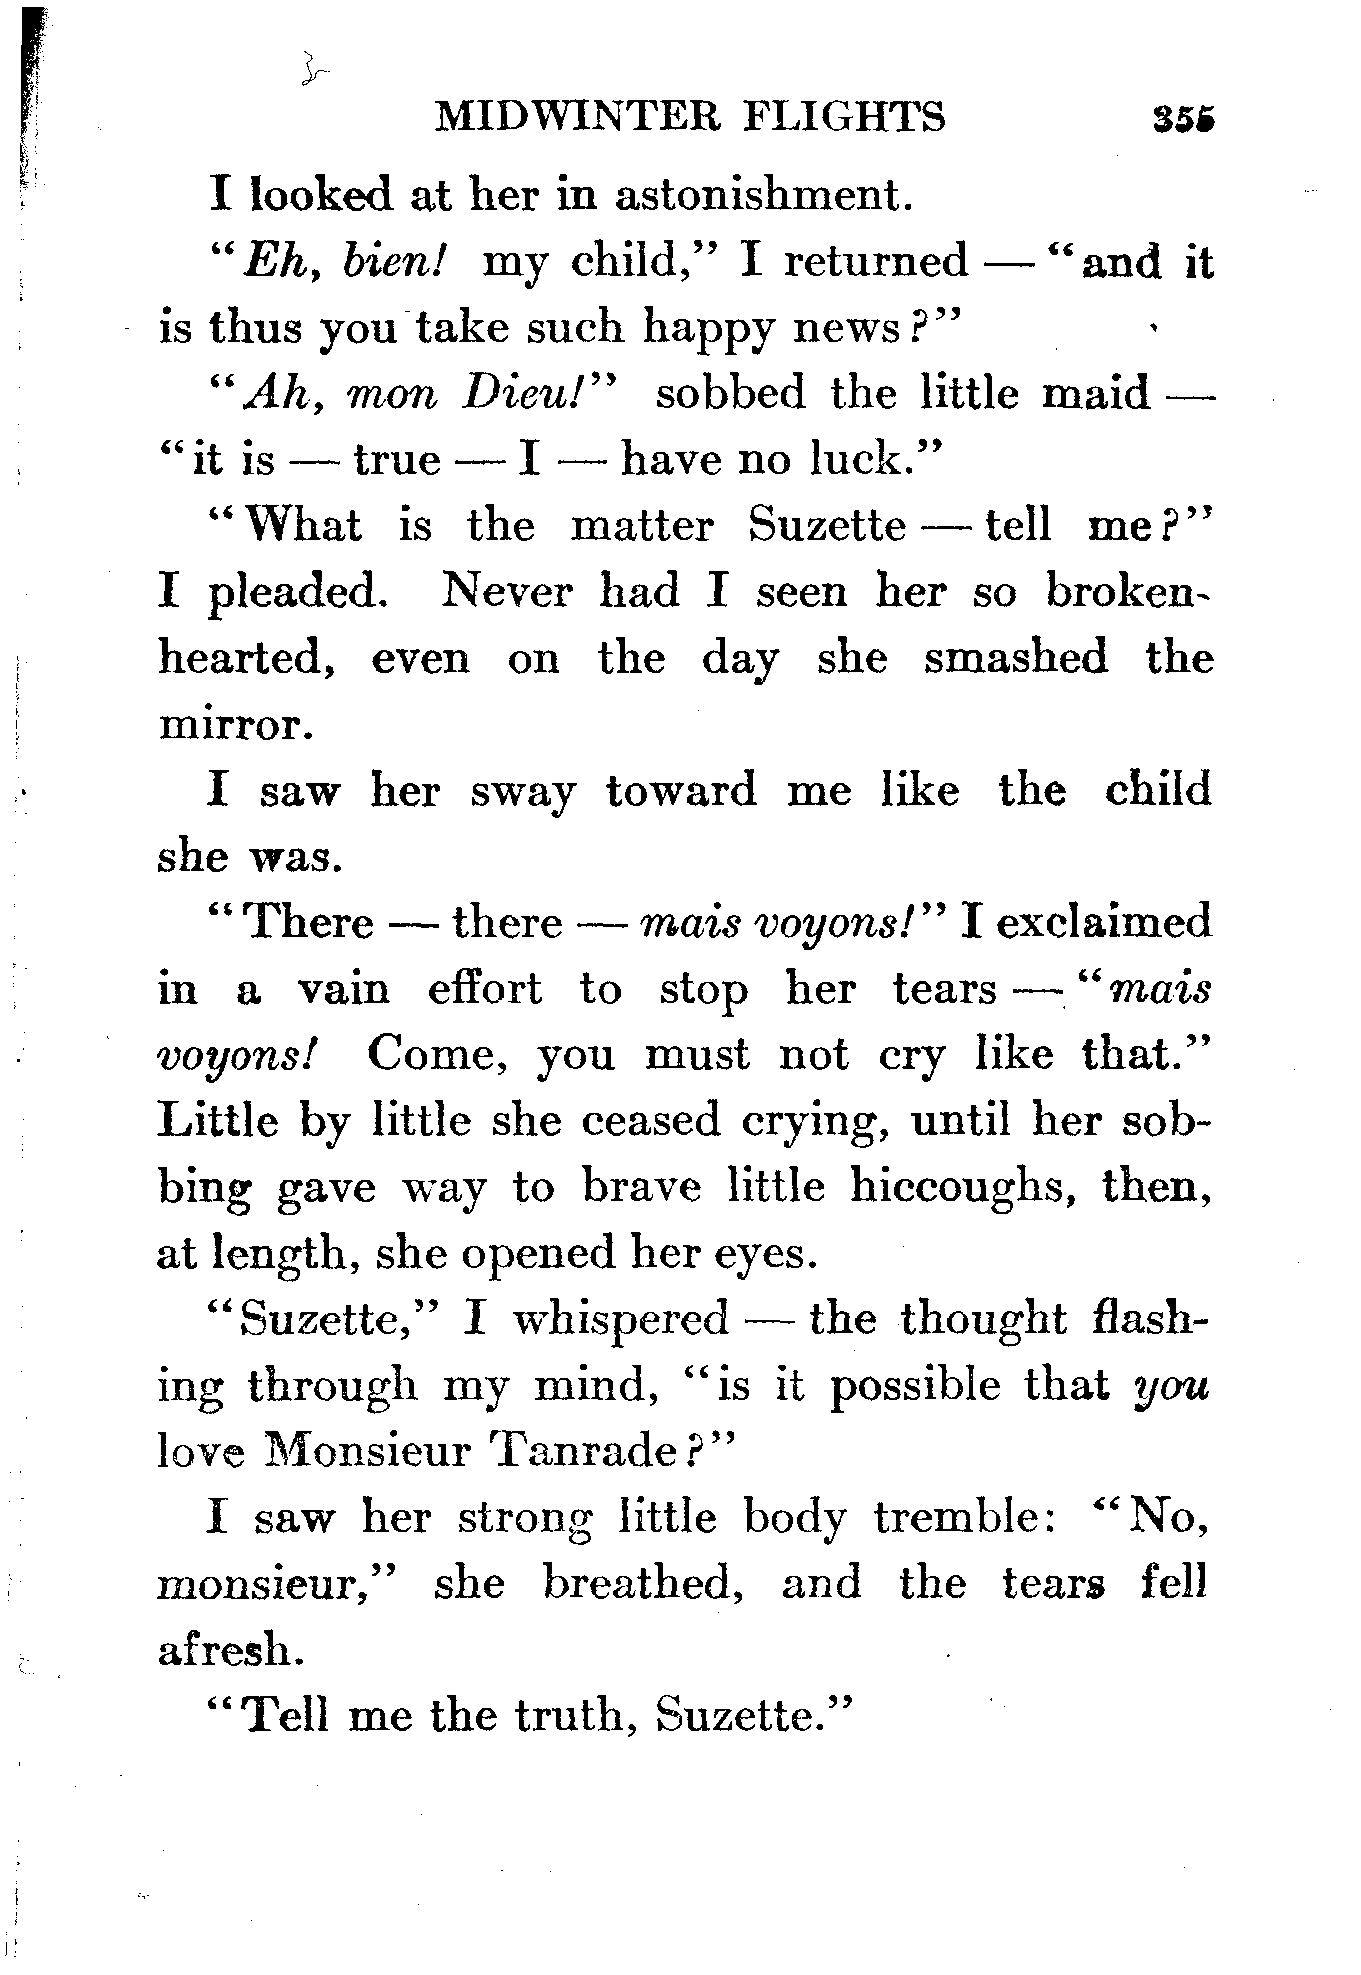 MIDWINTER FLIGHTS 355
I looked at her in astonishment.
"Eh, bien! my child," I returned — "and it
is thus you take such happy news?"
"Ah, mon Dieu!" sobbed the little maid —
"it is — true — I — have no luck."
"What is the matter Suzette — tell me?"
I pleaded. Never had I seen her so broken-
hearted, even on the day she smashed the
mirror.
I saw her sway toward me like the child
she was.
"There — there — mais voyons!" I exclaimed
in a vain effort to stop her tears — "mais
voyons! Come, you must not cry like that."
Little by little she ceased crying, until her sob-
bing gave way to brave little hiccoughs, then,
at length, she opened her eyes.
"Suzette," I whispered — the thought flash-
ing through my mind, "is it possible that you
love Monsieur Tanrade?"
I saw her strong little body tremble: "No,
monsieur," she breathed, and the tears fell
afresh.
"Tell me the truth, Suzette."